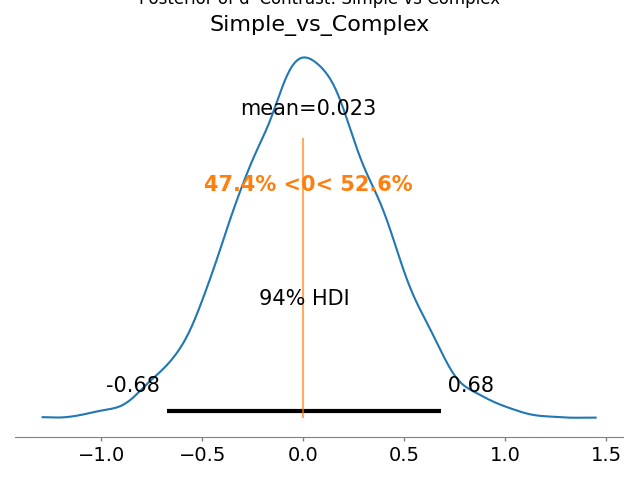 Posterior of d' Contrast: Simple vs Complex
Simple_vs_Complex
mean=0.023
47.4% <0< 52.6%
94% HDI
-0.68 0.68
−1.0 −0.5 0.0 0.5 1.0 1.5